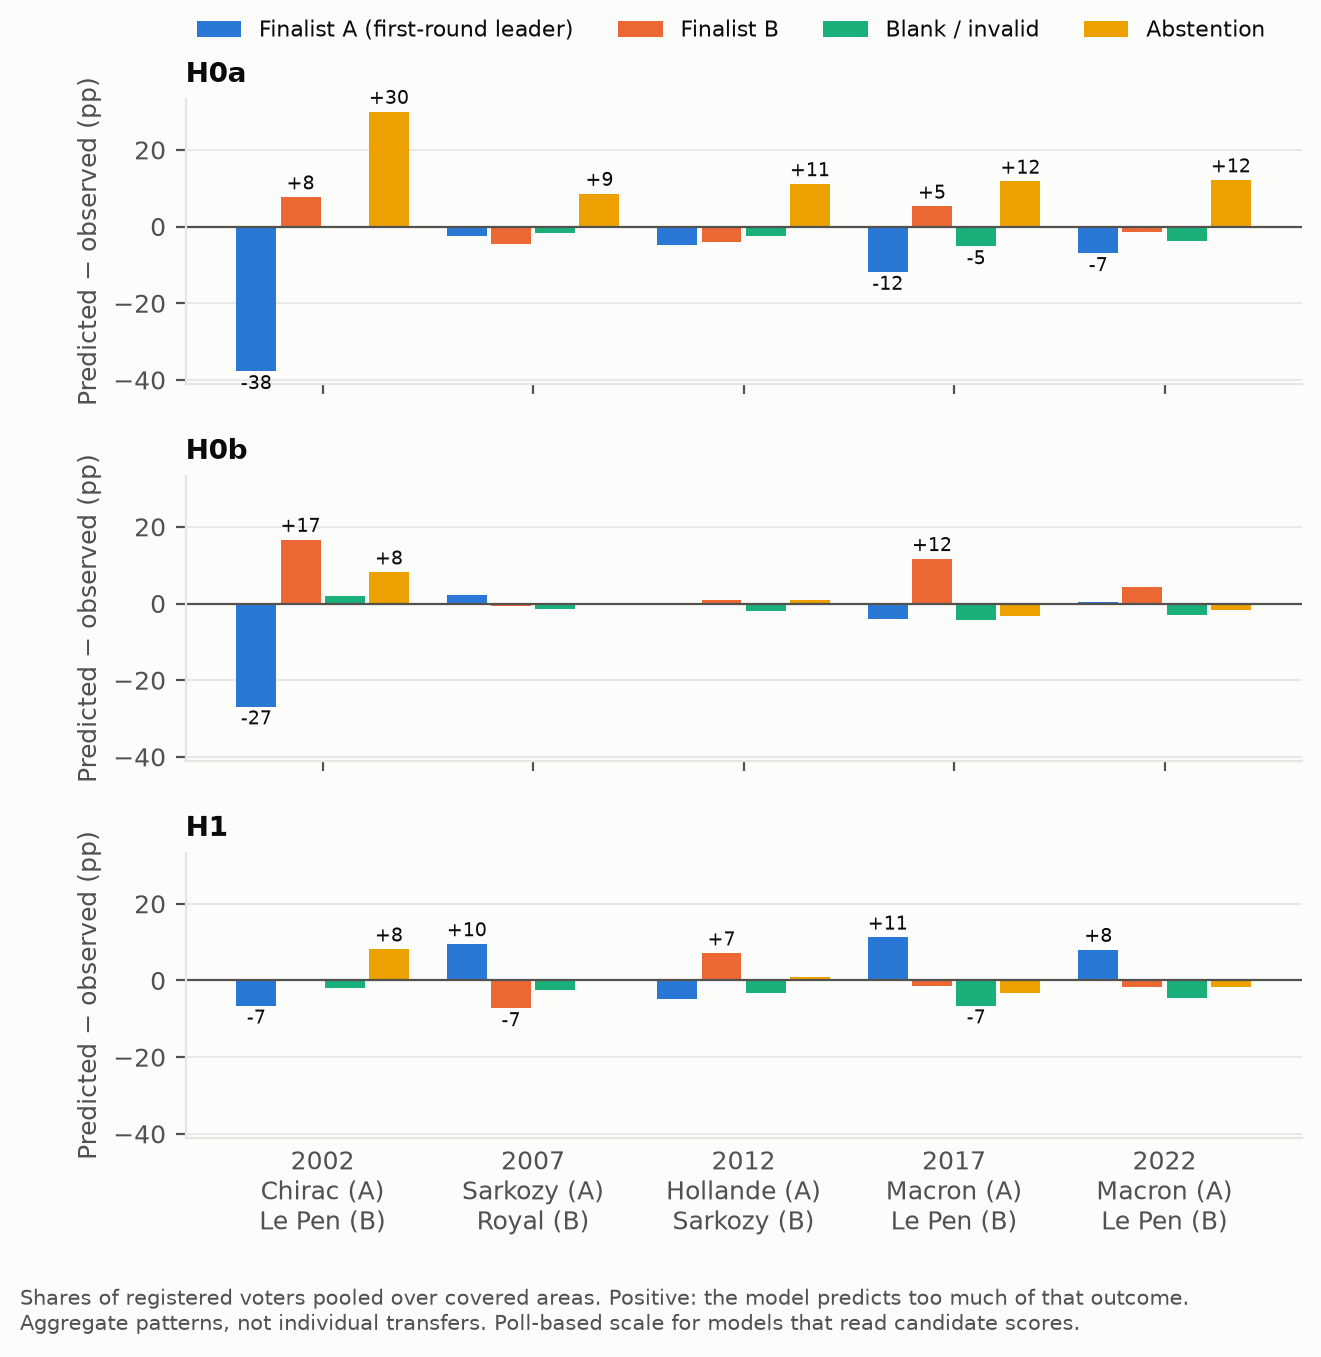 Finalist A (first-round leader) Finalist B Blank / invalid Abstention
H0a
Predicted − observed (pp)
20
0
−20
−40
-38
+8
+30
+9
+11
-12
+5
-5
+12
-7
+12
H0b
Predicted − observed (pp)
20
0
−20
−40
-27
+17
+8
+12
H1
Predicted − observed (pp)
20
0
−20
−40
-7
+8
+10
-7
+7
+11
-7
+8
2002 2007 2012 2017 2022
Chirac (A) Sarkozy (A) Hollande (A) Macron (A) Macron (A)
Le Pen (B) Royal (B) Sarkozy (B) Le Pen (B) Le Pen (B)
Shares of registered voters pooled over covered areas. Positive: the model predicts too much of that outcome.
Aggregate patterns, not individual transfers. Poll-based scale for models that read candidate scores.